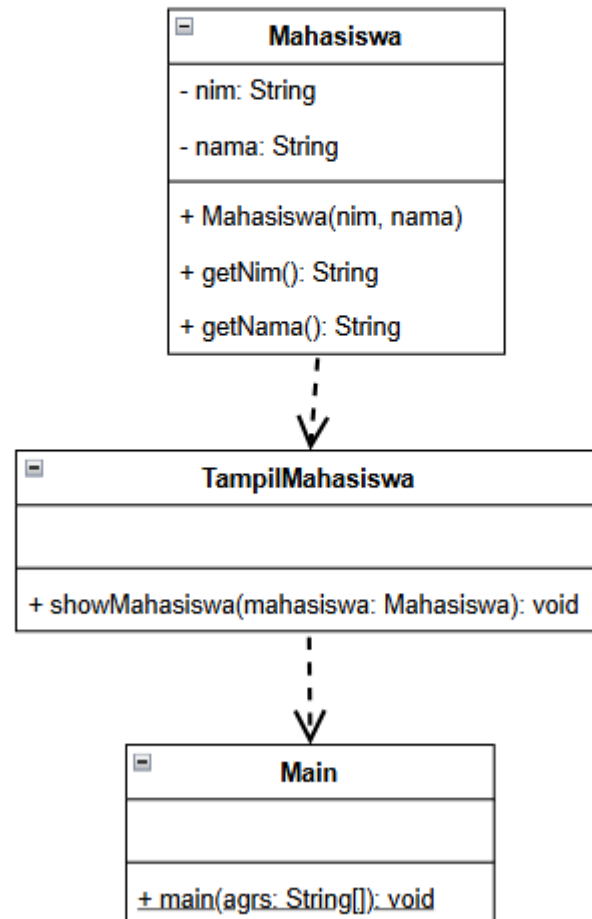 Mahasiswa
- nim: String
- nama: String
+ Mahasiswa(nim, nama)
+ getNim(): String
+ getNama(): String
TampilMahasiswa
+ showMahasiswa(mahasiswa: Mahasiswa): void
Main
+ main(agrs: String[]): void